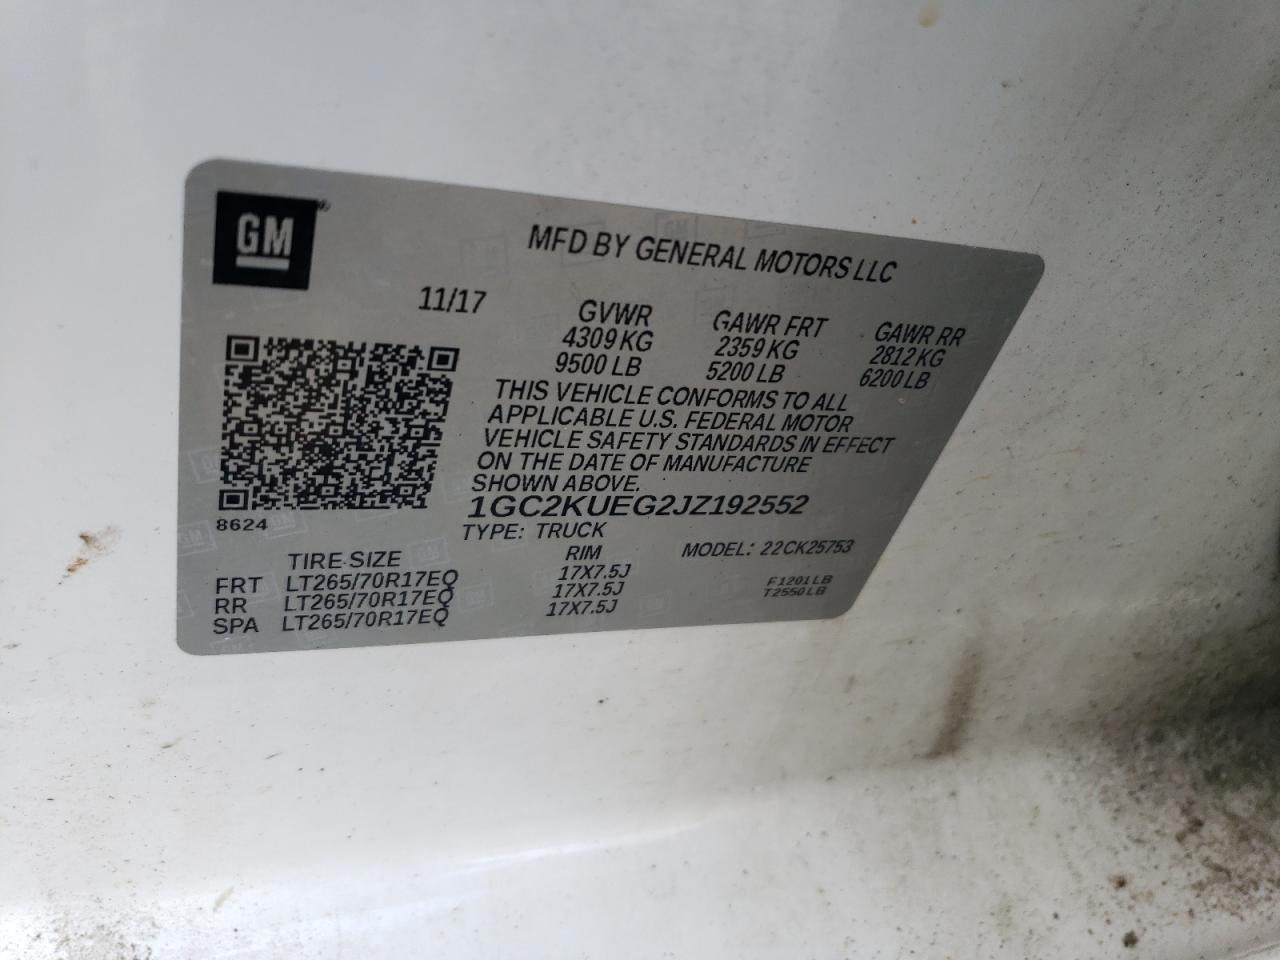 GM
MFD BY GENERAL MOTORS LLC
11/17
GVWR GAWR FRT GAWR RR
4309 KG 2359 KG 2812 KG
9500 LB 5200 LB 6200 LB
THIS VEHICLE CONFORMS TO ALL
APPLICABLE U.S. FEDERAL MOTOR
VEHICLE SAFETY STANDARDS IN EFFECT
ON THE DATE OF MANUFACTURE
SHOWN ABOVE.
1GC2KUEG2JZ192552
8624
TYPE: TRUCK
MODEL: 22CK25753
TIRE SIZE RIM
FRT LT265/70R17EQ 17X7.5J
RR LT265/70R17EQ 17X7.5J
SPA LT265/70R17EQ 17X7.5J
F1201LB
T2550LB